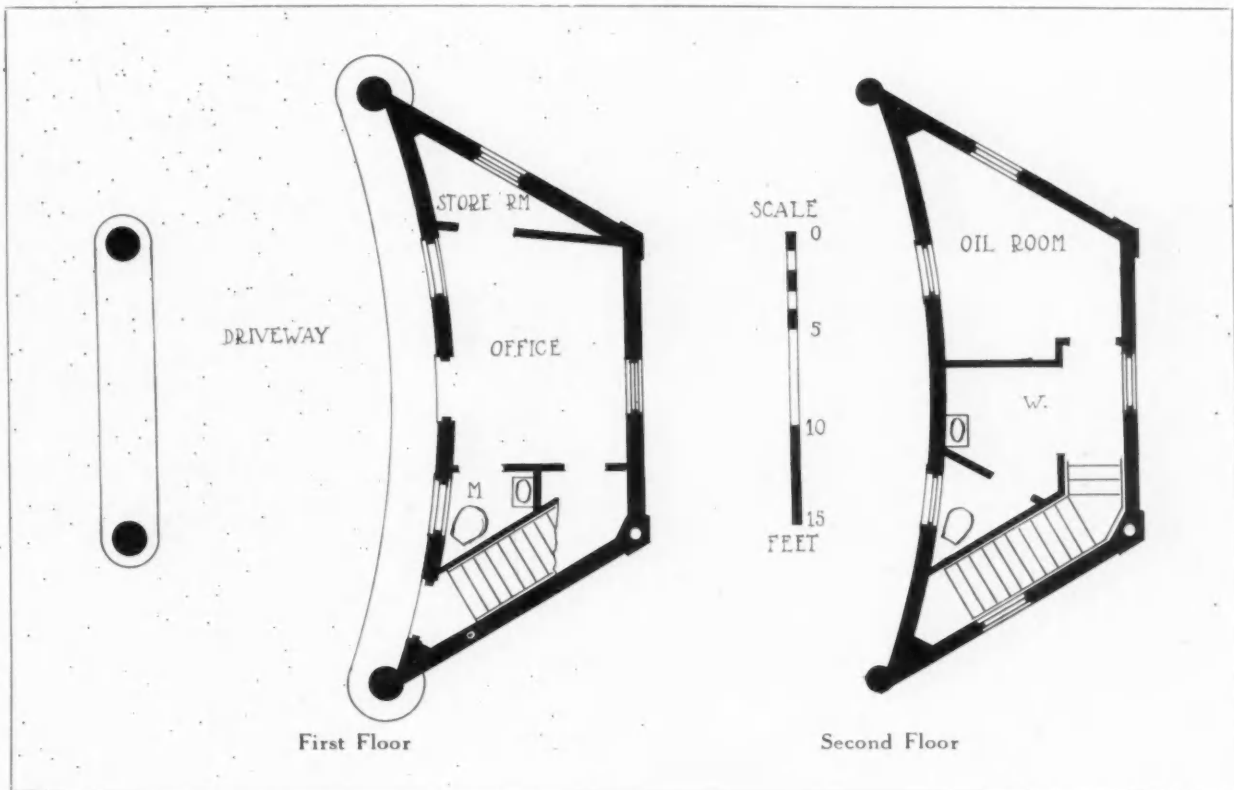 STORE RM
DRIVEWAY
OFFICE
M
First Floor
SCALE
0
5
10
15
FEET
OIL ROOM
W.
Second Floor